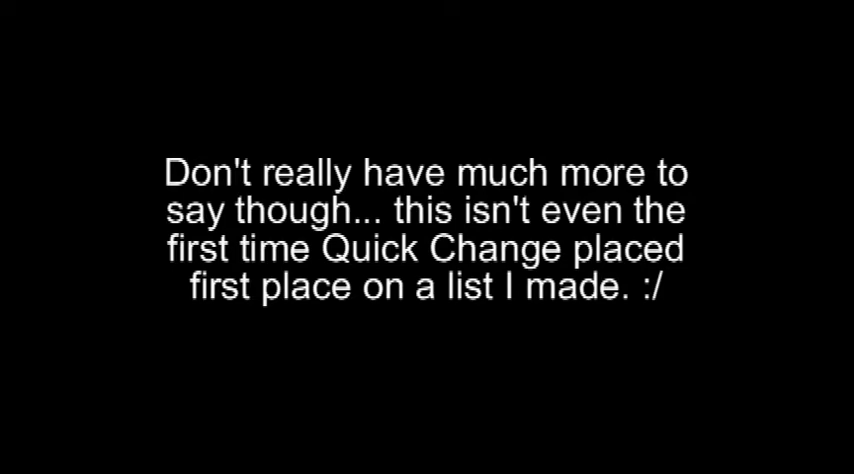 Don't really have much more to
say though... this isn't even the
first time Quick Change placed
first place on a list I made. :/